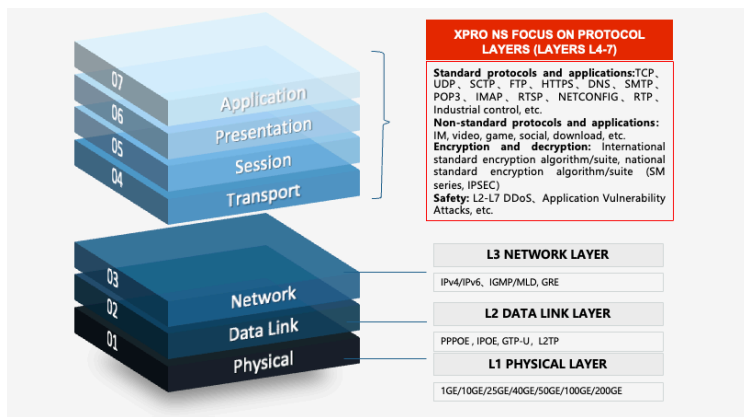 07
Application
06
Presentation
05
Session
04
Transport
03
Network
02
Data Link
01
Physical
XPRO NS FOCUS ON PROTOCOL
LAYERS (LAYERS L4-7)
Standard protocols and applications:TCP、
UDP、SCTP、FTP、HTTPS、DNS、SMTP、
POP3、IMAP、RTSP、NETCONFIG、RTP、
Industrial control, etc.
Non-standard protocols and applications：
IM, video, game, social, download, etc.
Encryption and decryption: International
standard encryption algorithm/suite, national
standard encryption algorithm/suite (SM
series, IPSEC）
Safety: L2-L7 DDoS、Application Vulnerability
Attacks, etc.
L3 NETWORK LAYER
IPv4/IPv6、IGMP/MLD, GRE
L2 DATA LINK LAYER
PPPOE , IPOE, GTP-U，L2TP
L1 PHYSICAL LAYER
1GE/10GE/25GE/40GE/50GE/100GE/200GE